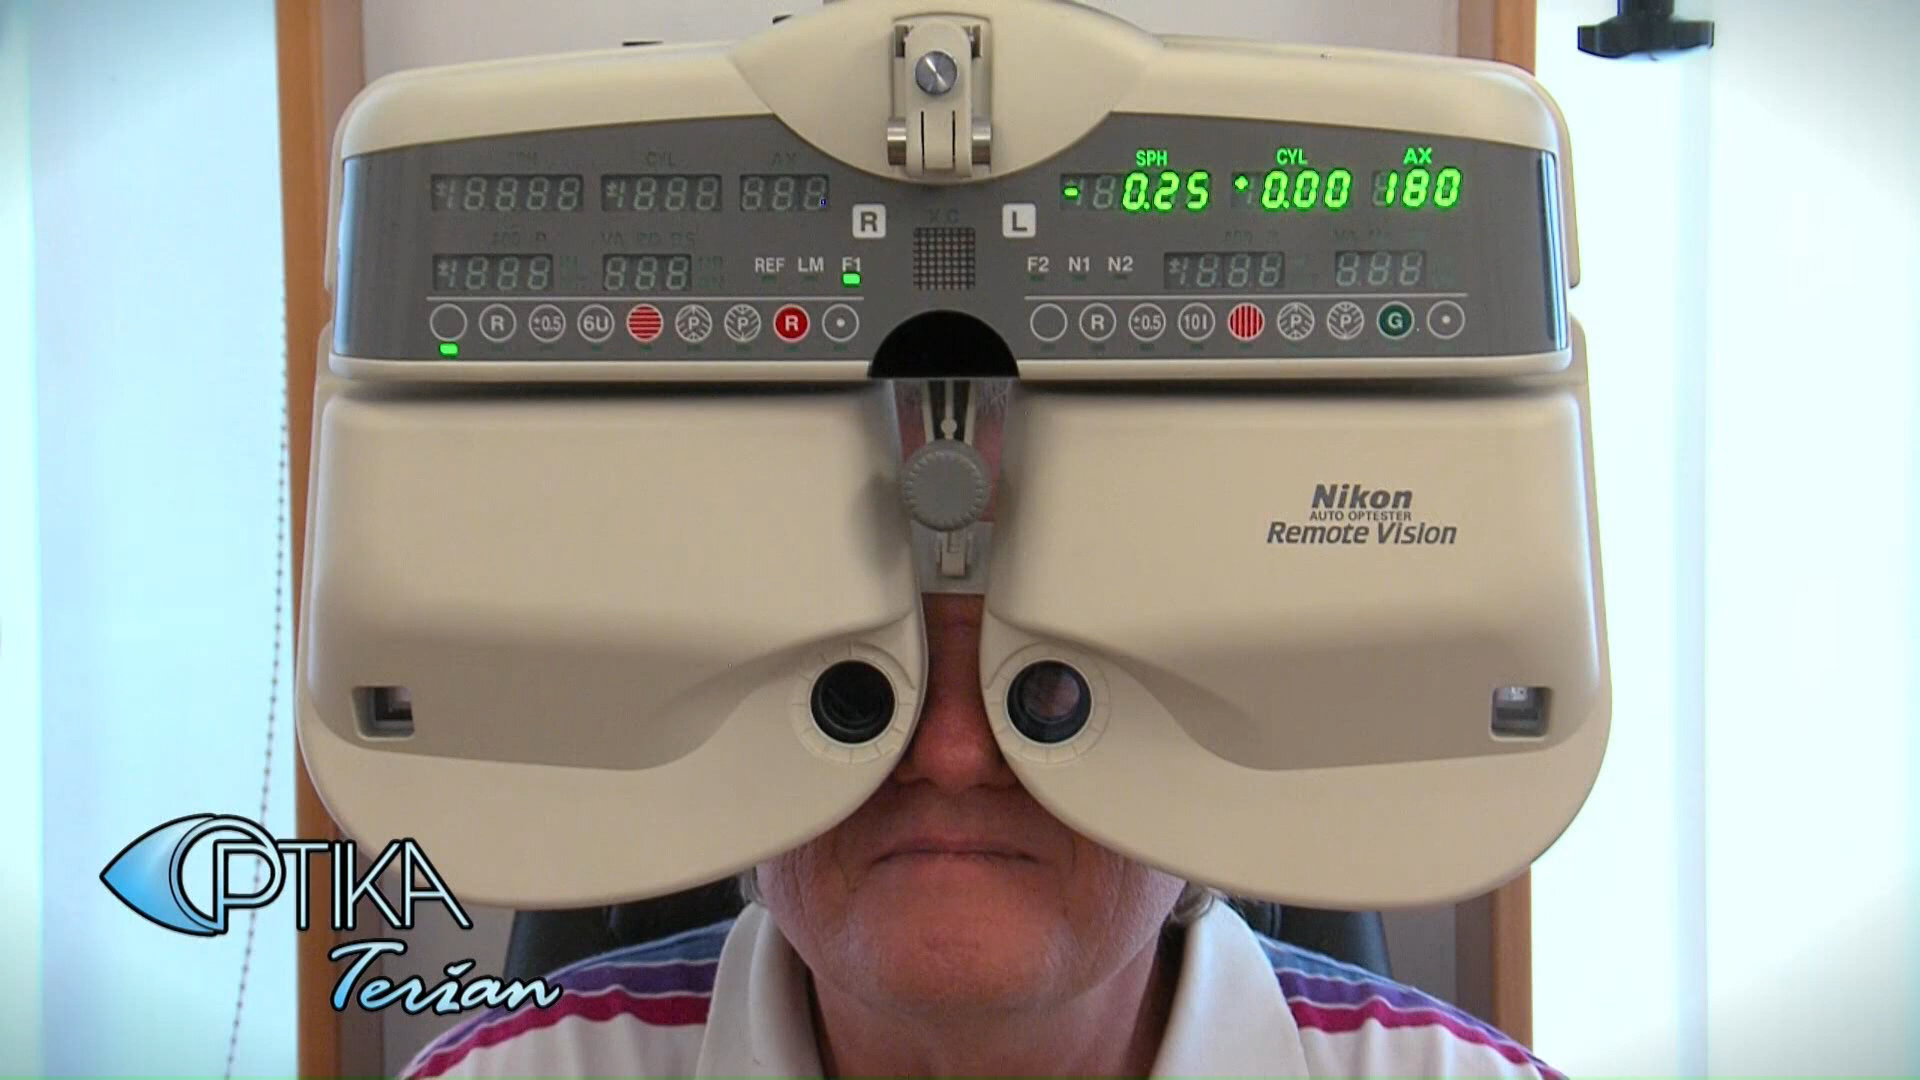 SPH CYL AX
- 0.25 +0.00 180
R L
REF LM F1 F2 N1 N2
R ±0.5 6U P P R R ±0.5 10I P P G
Nikon
AUTO OPTESTER
Remote Vision
OPTIKA
Terian